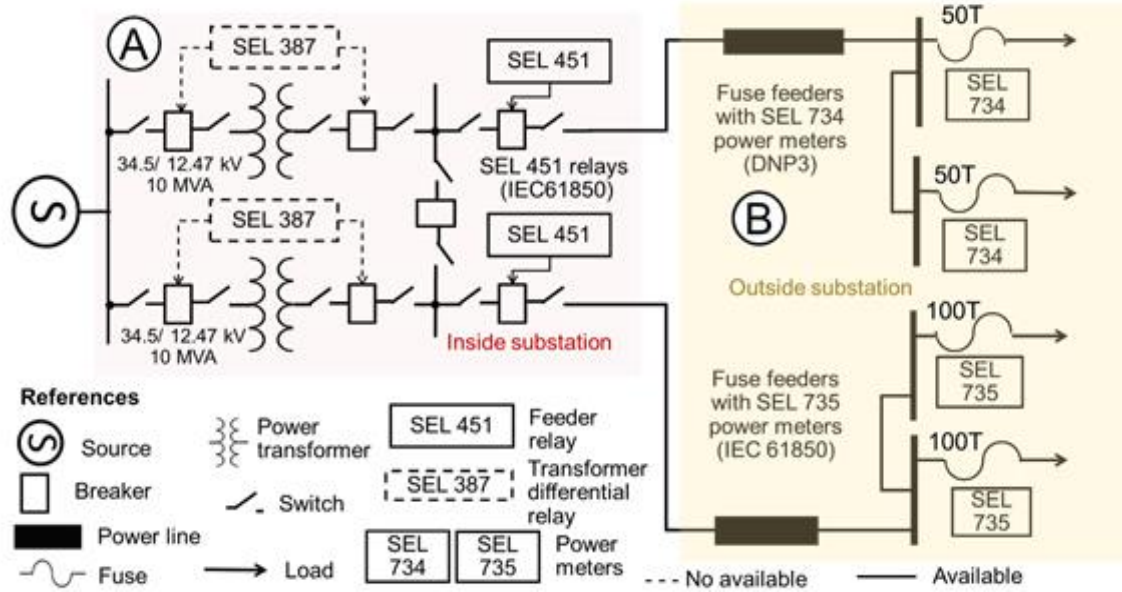 A
SEL 387
SEL 451
34.5/ 12.47 kV
10 MVA
SEL 451 relays
(IEC61850)
S
SEL 387
SEL 451
34.5/ 12.47 kV
10 MVA
Inside substation
50T
SEL
734
Fuse feeders
with SEL 734
power meters
(DNP3)
50T
B
SEL
734
Outside substation
100T
SEL
735
Fuse feeders
with SEL 735
power meters
(IEC 61850)
100T
SEL
735
References
S
Source
Power
transformer
SEL 451
Feeder
relay
Breaker
Switch
SEL 387
Transformer
differential
relay
Power line
Fuse
Load
SEL
734
SEL
735
Power
meters
No available
Available